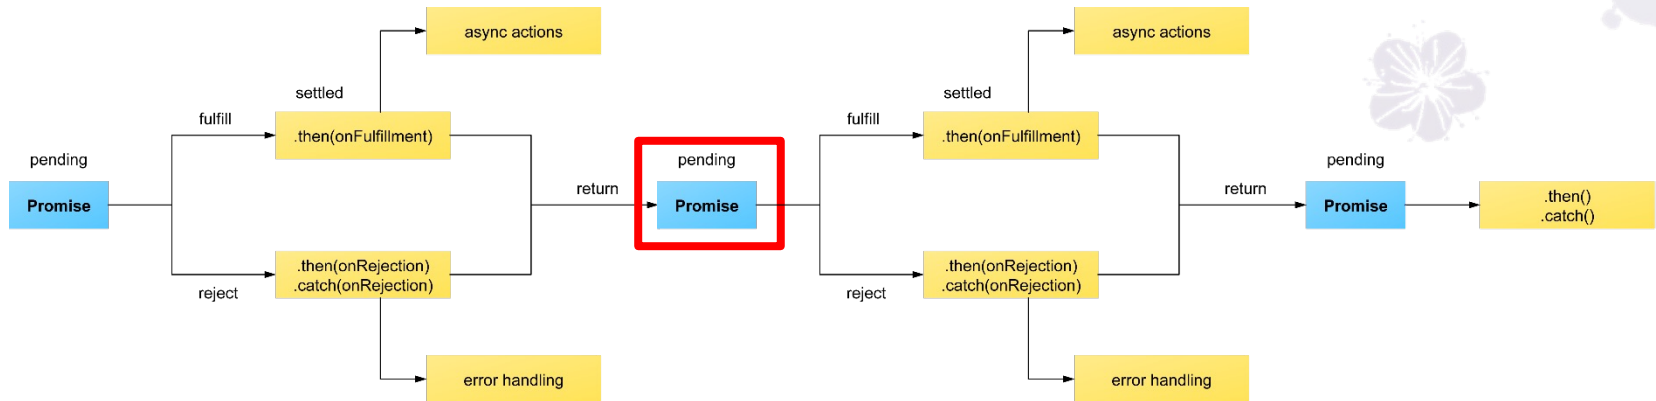 async actions
settled
fulfill
.then(onFulfillment)
pending
Promise
return
.then(onRejection)
.catch(onRejection)
reject
error handling
pending
Promise
async actions
settled
fulfill
.then(onFulfillment)
return
.then(onRejection)
.catch(onRejection)
reject
error handling
pending
Promise
.then()
.catch()